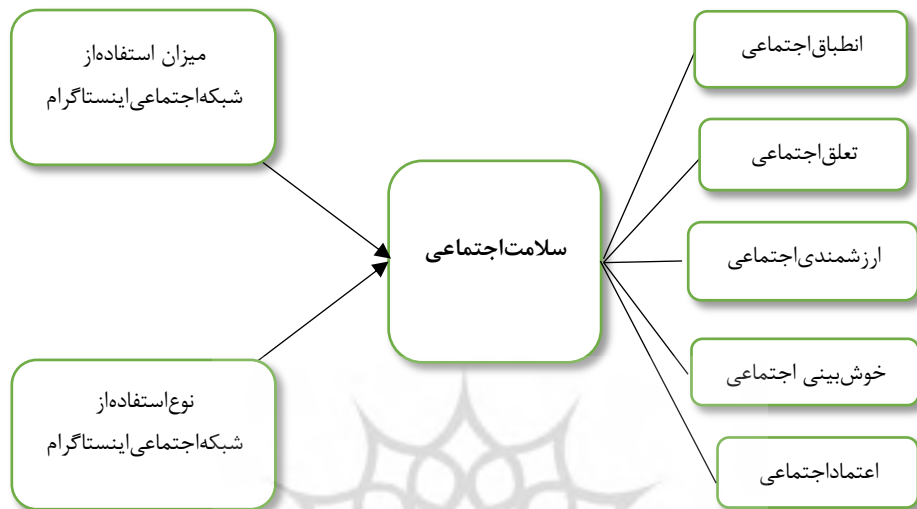 میزان استفاده‌از
شبکه‌اجتماعی‌اینستاگرام
نوع‌استفاده‌از
شبکه‌اجتماعی‌اینستاگرام
سلامت‌اجتماعی
انطباق‌اجتماعی
تعلق‌اجتماعی
ارزشمندی‌اجتماعی
خوش‌بینی اجتماعی
اعتماداجتماعی